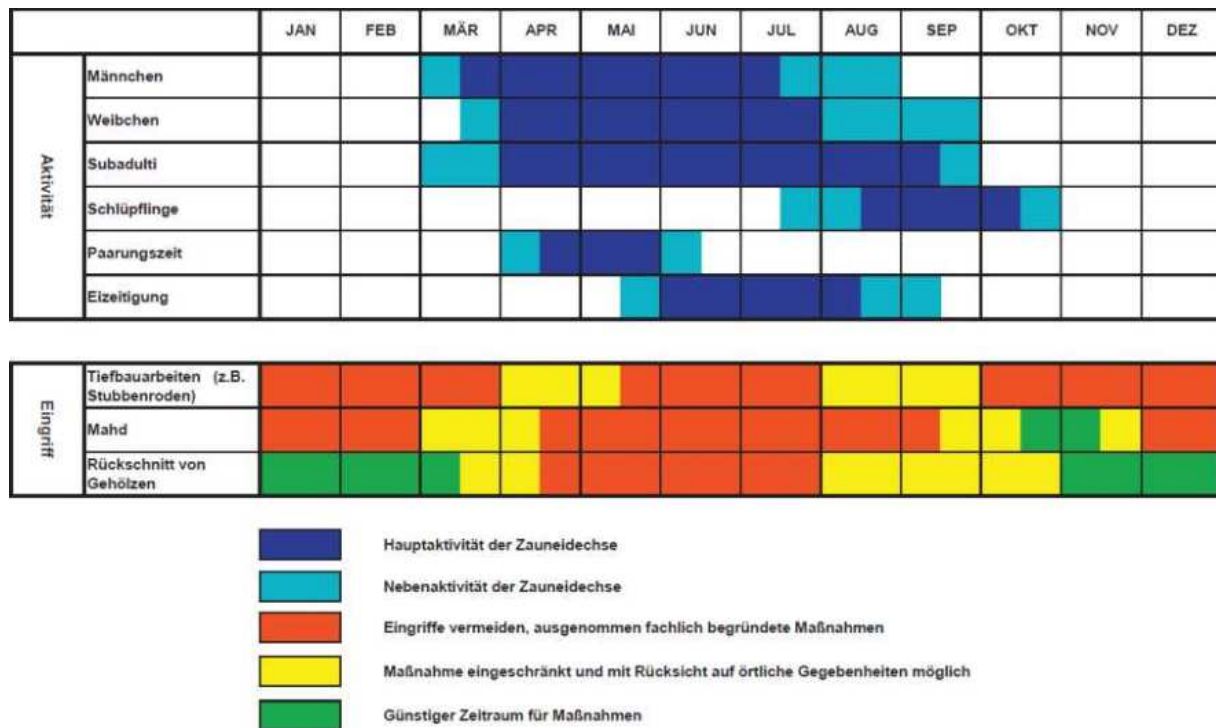 JAN FEB MÄR APR MAI JUN JUL AUG SEP OKT NOV DEZ
Aktivität
Männchen
Weibchen
Subadulti
Schlüpflinge
Paarungszeit
Eizeitigung
Eingriff
Tiefbauarbeiten (z.B.
Stubbenroden)
Mahd
Rückschnitt von
Gehölzen
Hauptaktivität der Zauneidechse
Nebenaktivität der Zauneidechse
Eingriffe vermeiden, ausgenommen fachlich begründete Maßnahmen
Maßnahme eingeschränkt und mit Rücksicht auf örtliche Gegebenheiten möglich
Günstiger Zeitraum für Maßnahmen